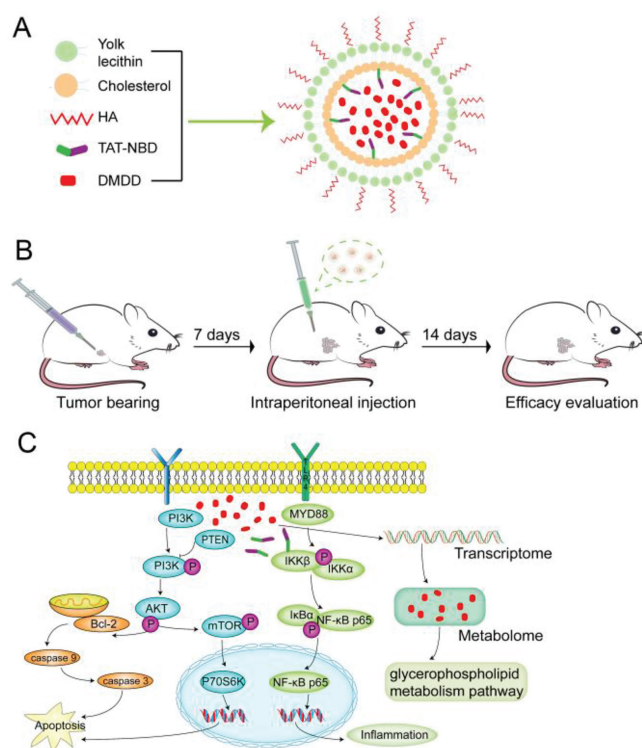 A
Yolk
lecithin
Cholesterol
HA
TAT-NBD
DMDD
B
7 days
14 days
Tumor bearing
Intraperitoneal injection
Efficacy evaluation
C
TLR4
PI3K
MYD88
PTEN
PI3K
P
IKKβ
P
IKKα
Transcriptome
AKT
P
Bcl-2
mTOR
P
IκBα
P
NF-κB p65
Metabolome
caspase 9
caspase 3
P70S6K
NF-κB p65
glycerophospholipid
metabolism pathway
Apoptosis
Inflammation